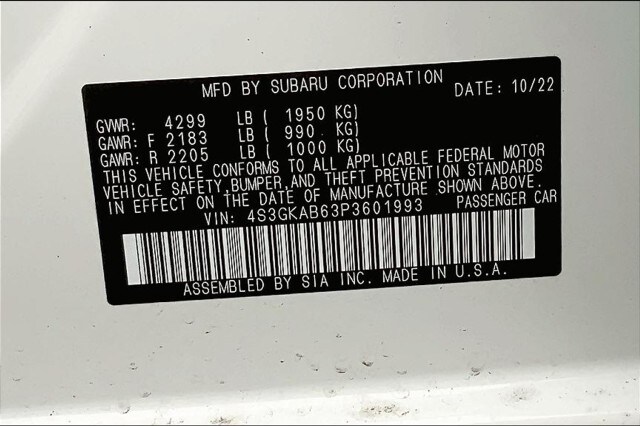 MFD BY SUBARU CORPORATION DATE: 10/22
GVWR: 4299 LB ( 1950 KG)
GAWR: F 2183 LB ( 990 KG)
GAWR: R 2205 LB ( 1000 KG)
THIS VEHICLE CONFORMS TO ALL APPLICABLE FEDERAL MOTOR
VEHICLE SAFETY,BUMPER,AND THEFT PREVENTION STANDARDS
IN EFFECT ON THE DATE OF MANUFACTURE SHOWN ABOVE.
VIN: 4S3GKAB63P3601993 PASSENGER CAR
ASSEMBLED BY SIA INC. MADE IN U.S.A.